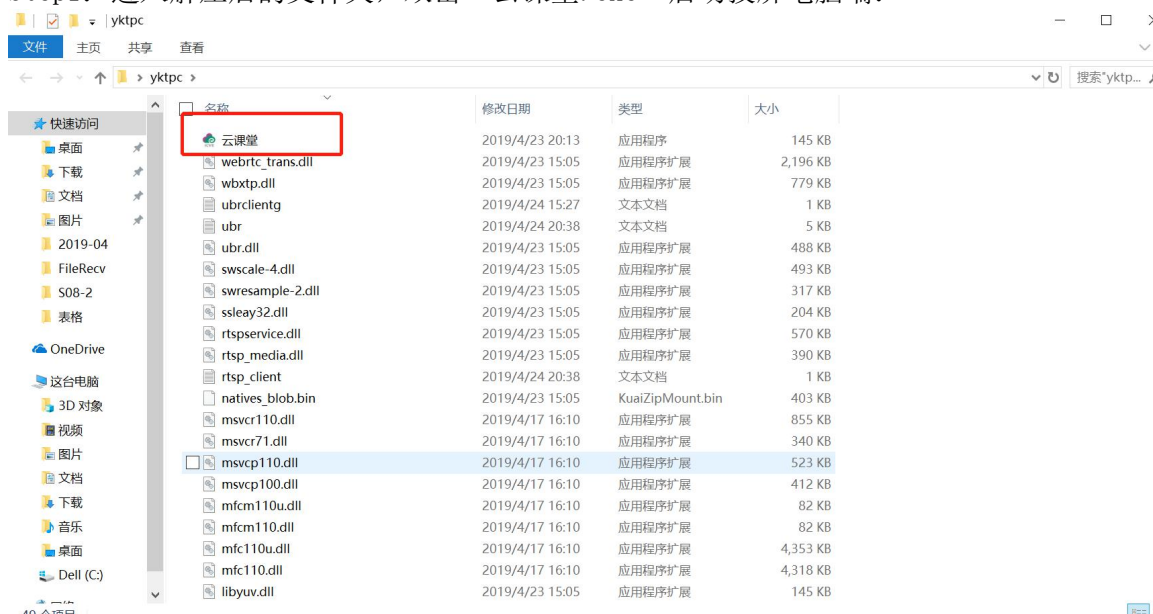 yktpc
文件 主页 共享 查看
yktpc
搜索"yktp...
名称 修改日期 类型 大小
快速访问
桌面
下载
文档
图片
2019-04
FileRecv
S08-2
表格
OneDrive
这台电脑
3D 对象
视频
图片
文档
下载
音乐
桌面
Dell (C:)
云课堂 2019/4/23 20:13 应用程序 145 KB
webrtc_trans.dll 2019/4/23 15:05 应用程序扩展 2,196 KB
wbxtp.dll 2019/4/23 15:05 应用程序扩展 779 KB
ubrclientg 2019/4/24 15:27 文本文档 1 KB
ubr 2019/4/24 20:38 文本文档 5 KB
ubr.dll 2019/4/23 15:05 应用程序扩展 488 KB
swscale-4.dll 2019/4/23 15:05 应用程序扩展 493 KB
swresample-2.dll 2019/4/23 15:05 应用程序扩展 317 KB
ssleay32.dll 2019/4/23 15:05 应用程序扩展 204 KB
rtspservice.dll 2019/4/23 15:05 应用程序扩展 570 KB
rtsp_media.dll 2019/4/23 15:05 应用程序扩展 390 KB
rtsp_client 2019/4/24 20:38 文本文档 1 KB
natives_blob.bin 2019/4/23 15:05 KuaiZipMount.bin 403 KB
msvcr110.dll 2019/4/17 16:10 应用程序扩展 855 KB
msvcr71.dll 2019/4/17 16:10 应用程序扩展 340 KB
msvcp110.dll 2019/4/17 16:10 应用程序扩展 523 KB
msvcp100.dll 2019/4/17 16:10 应用程序扩展 412 KB
mfcm110u.dll 2019/4/17 16:10 应用程序扩展 82 KB
mfcm110.dll 2019/4/17 16:10 应用程序扩展 82 KB
mfc110u.dll 2019/4/17 16:10 应用程序扩展 4,353 KB
mfc110.dll 2019/4/17 16:10 应用程序扩展 4,318 KB
libyuv.dll 2019/4/23 15:05 应用程序扩展 145 KB